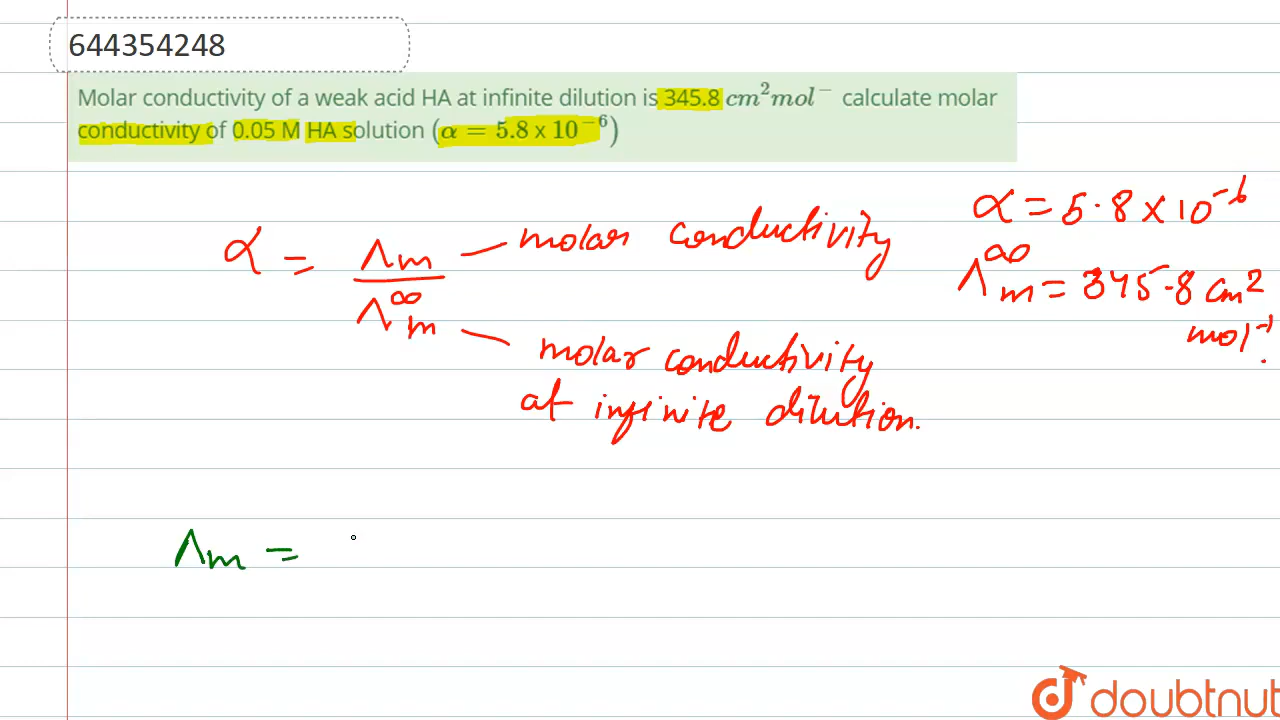 644354248
Molar conductivity of a weak acid HA at infinite dilution is 345.8 cm²mol⁻ calculate molar
conductivity of 0.05 M HA solution (α = 5.8 x 10⁻⁶)
α = 5.8 × 10⁻⁶
α = Λm / Λ∞m
molar conductivity
Λ∞m = 345.8 cm²
mol⁻¹.
molar conductivity
at infinite dilution.
Λm =
doubtnut